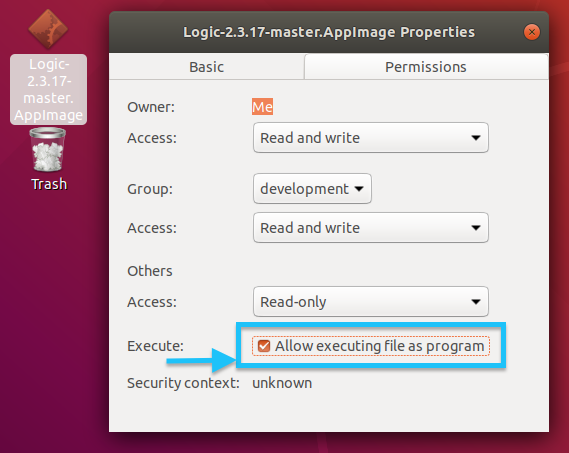 Logic-
2.3.17-
master.
AppImage
Trash
Logic-2.3.17-master.AppImage Properties
Basic Permissions
Owner: Me
Access: Read and write
Group: development
Access: Read and write
Others
Access: Read-only
Execute: Allow executing file as program
Security context: unknown